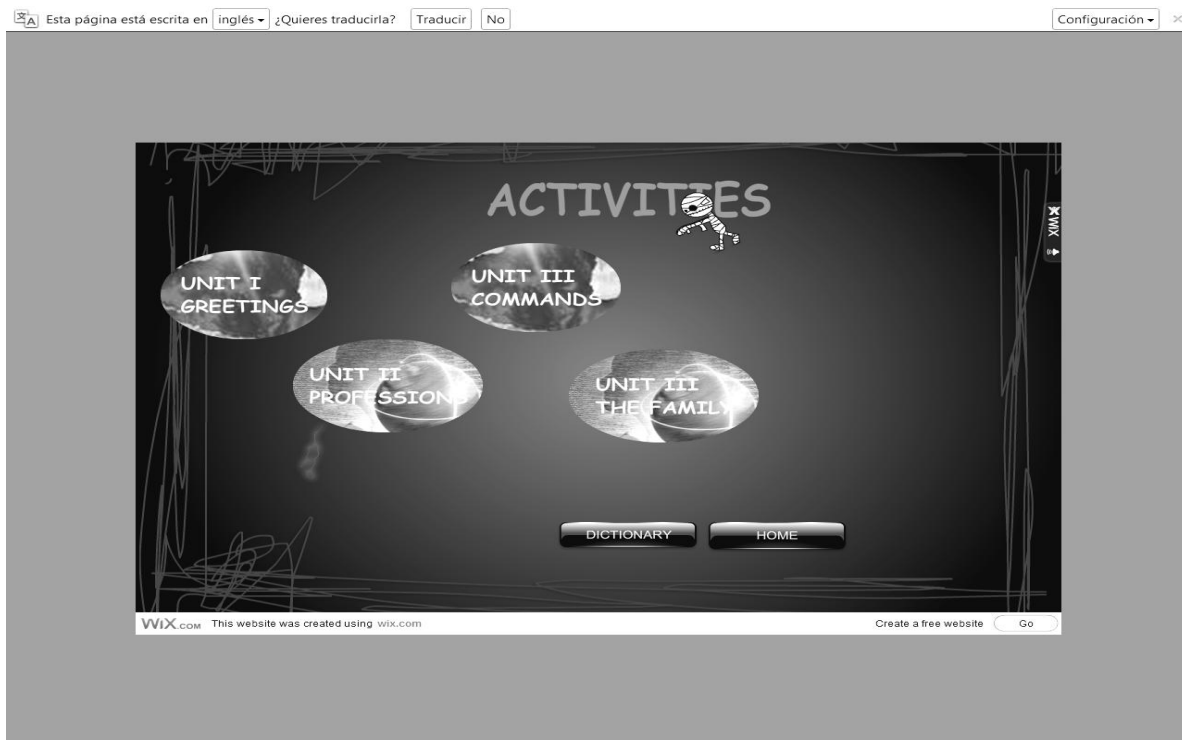 Esta página está escrita en inglés ¿Quieres traducirla? Traducir No Configuración
ACTIVITIES
UNIT I
GREETINGS
UNIT III
COMMANDS
UNIT II
PROFESSIONS
UNIT III
THE FAMILY
WIX
DICTIONARY HOME
WiX.COM This website was created using wix.com Create a free website Go